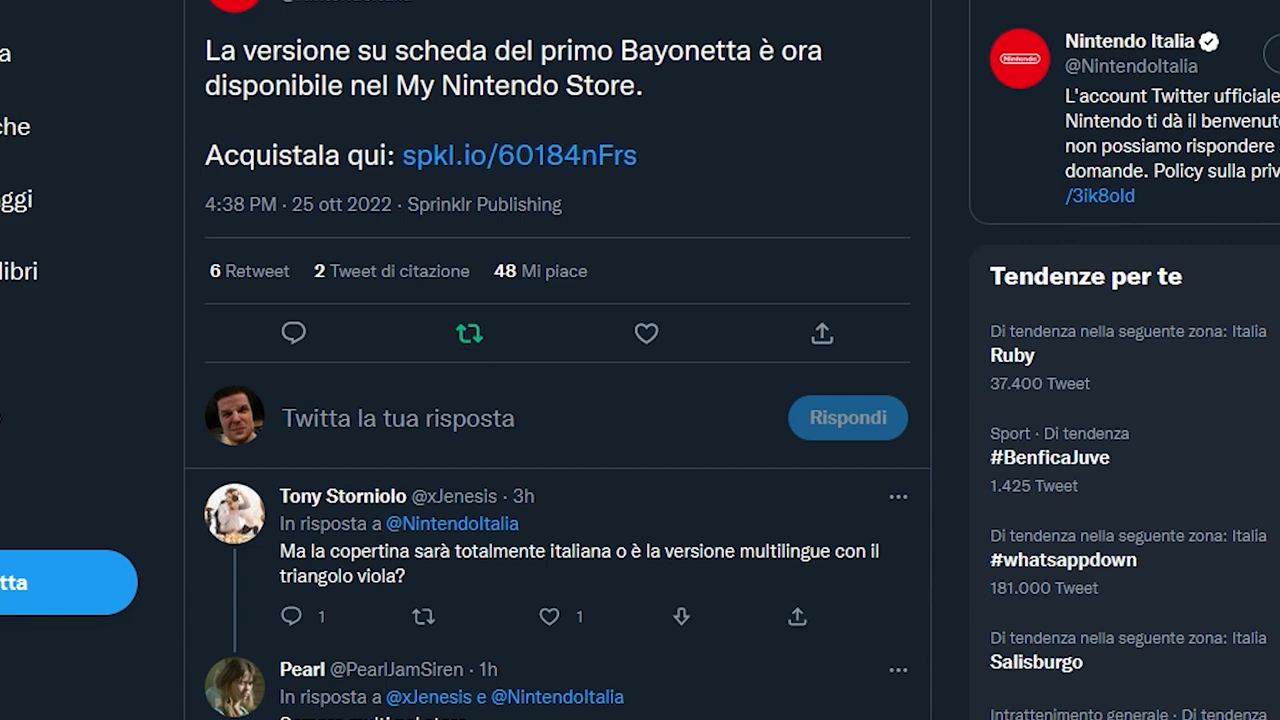 a
che
ggi
libri
tta
La versione su scheda del primo Bayonetta è ora
disponibile nel My Nintendo Store.
Acquistala qui: spkl.io/60184nFrs
4:38 PM · 25 ott 2022 · Sprinklr Publishing
6 Retweet 2 Tweet di citazione 48 Mi piace
Twitta la tua risposta
Rispondi
Tony Storniolo @xJenesis · 3h
In risposta a @NintendoItalia
Ma la copertina sarà totalmente italiana o è la versione multilingue con il
triangolo viola?
1 1
Pearl @PearlJamSiren · 1h
In risposta a @xJenesis e @NintendoItalia
Nintendo
Nintendo Italia
@NintendoItalia
L'account Twitter ufficiale
Nintendo ti dà il benvenut
non possiamo rispondere
domande. Policy sulla priv
/3ik8old
Tendenze per te
Di tendenza nella seguente zona: Italia
Ruby
37.400 Tweet
Sport · Di tendenza
#BenficaJuve
1.425 Tweet
Di tendenza nella seguente zona: Italia
#whatsappdown
181.000 Tweet
Di tendenza nella seguente zona: Italia
Salisburgo
Intrattenimento generale · Di tendenza